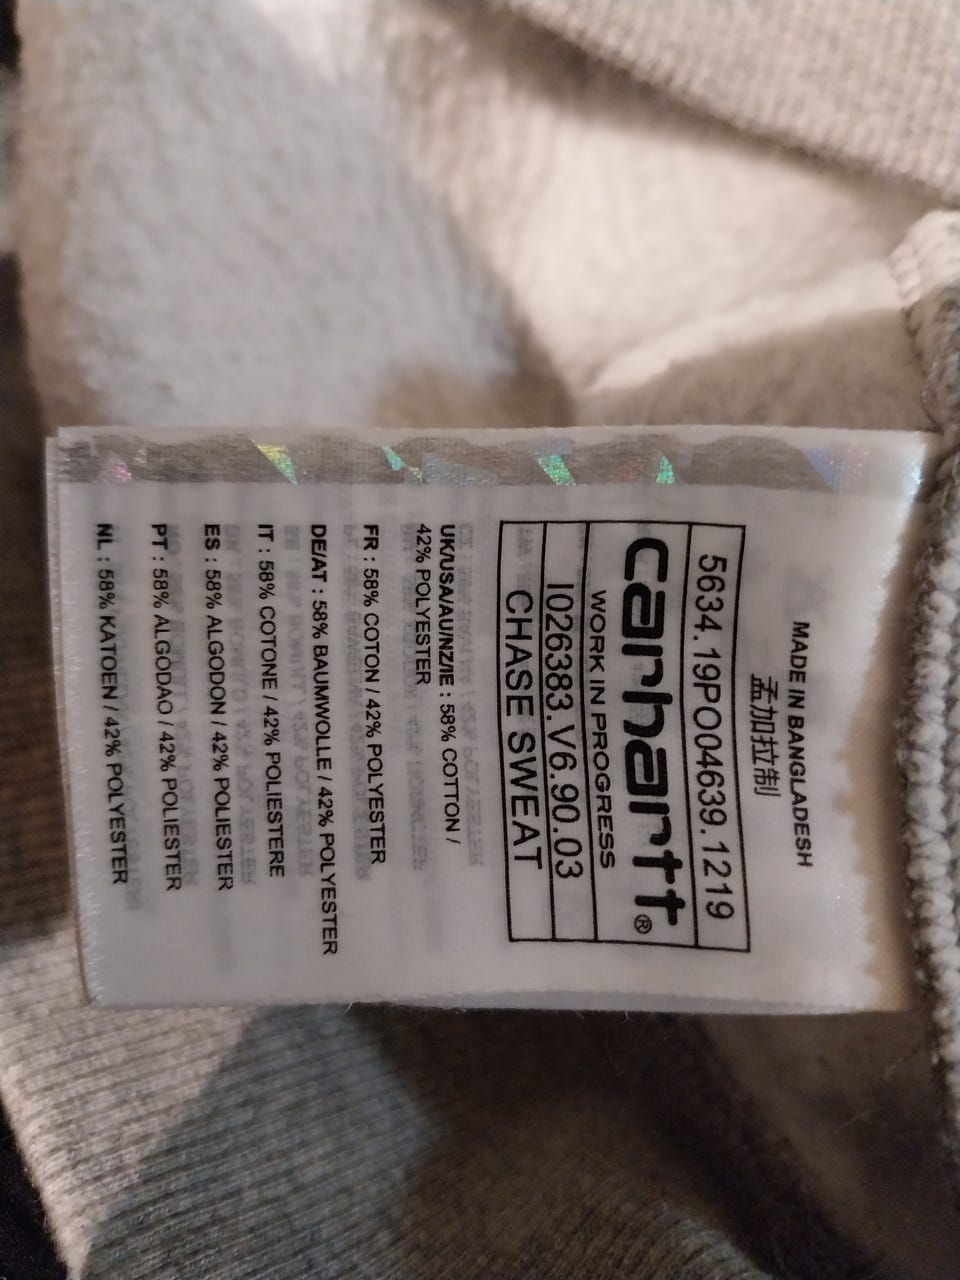 MADE IN BANGLADESH
孟加拉制
5634.19PO04639.1219
carhartt®
WORK IN PROGRESS
I026383.V6.90.03
CHASE SWEAT
UK/USA/AU/NZ/IE : 58% COTTON /
42% POLYESTER
FR : 58% COTON / 42% POLYESTER
DE/AT : 58% BAUMWOLLE / 42% POLYESTER
IT : 58% COTONE / 42% POLIESTERE
ES : 58% ALGODON / 42% POLIESTER
PT : 58% ALGODAO / 42% POLIESTER
NL : 58% KATOEN / 42% POLYESTER